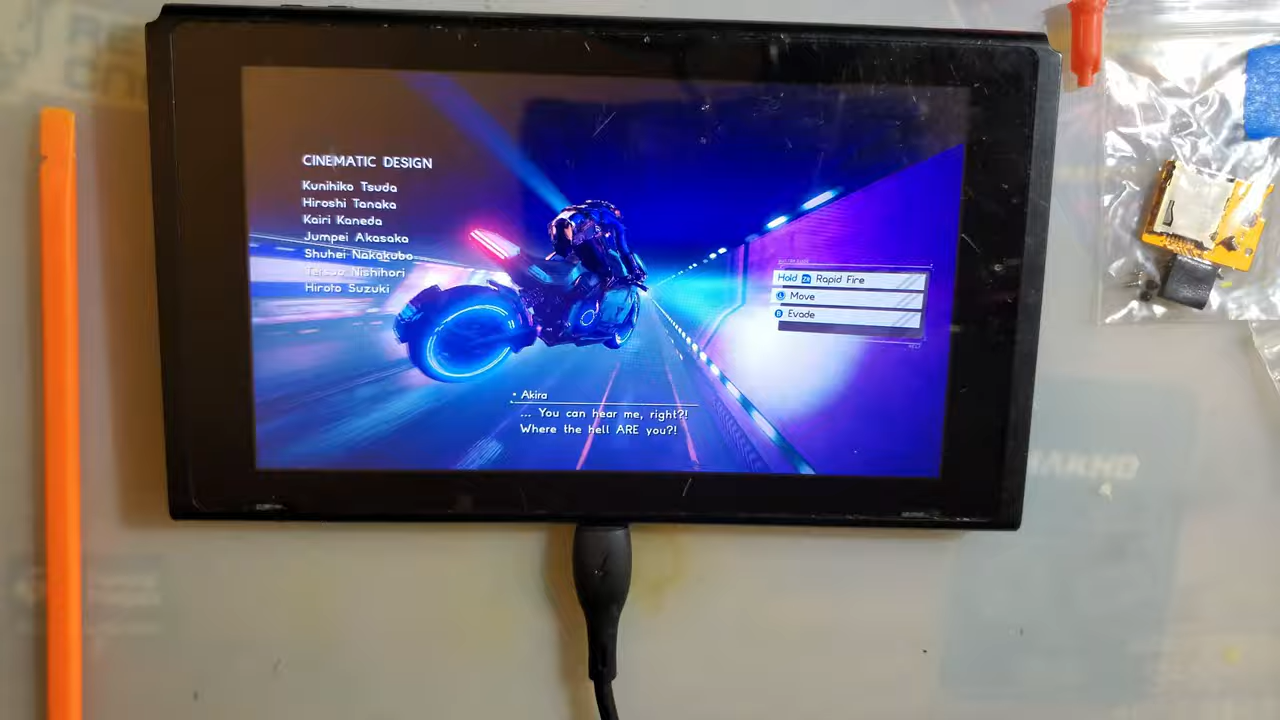 CINEMATIC DESIGN
Kunihiko Tsuda
Hiroshi Tanaka
Kairi Kaneda
Jumpei Akasaka
Shuhei Nakakubo
Tetsuo Nishihori
Hiroto Suzuki
Hold ZR Rapid Fire
L Move
B Evade
Akira
... You can hear me, right?!
Where the hell ARE you?!